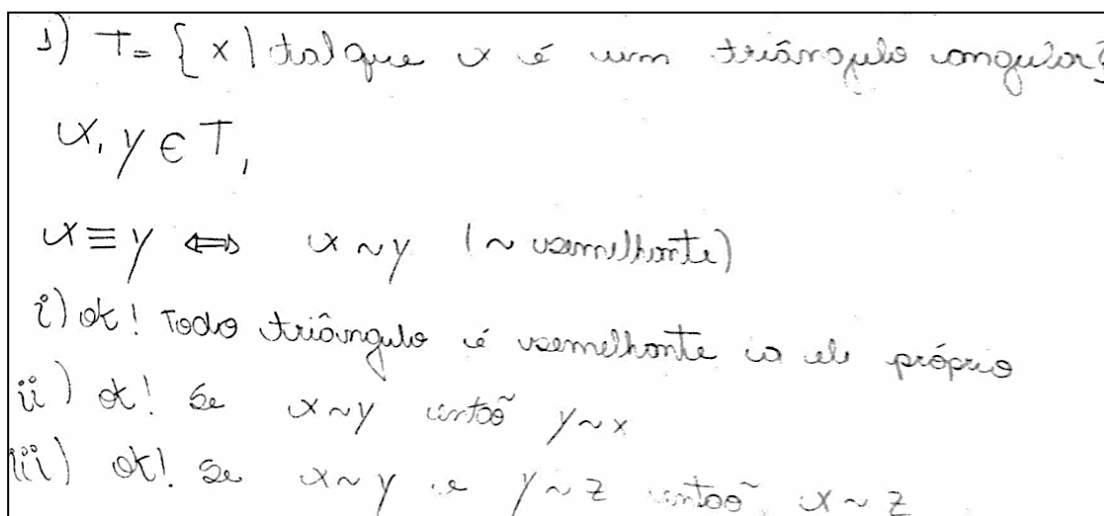 1) T = { x | tal que x é um triângulo angular}
x, y ∈ T,
x ≡ y ⇔ x ~ y (~ semelhante)
i) ok! Todo triângulo é semelhante a ele próprio
ii) ok! Se x ~ y então y ~ x
iii) ok! Se x ~ y e y ~ z então x ~ z